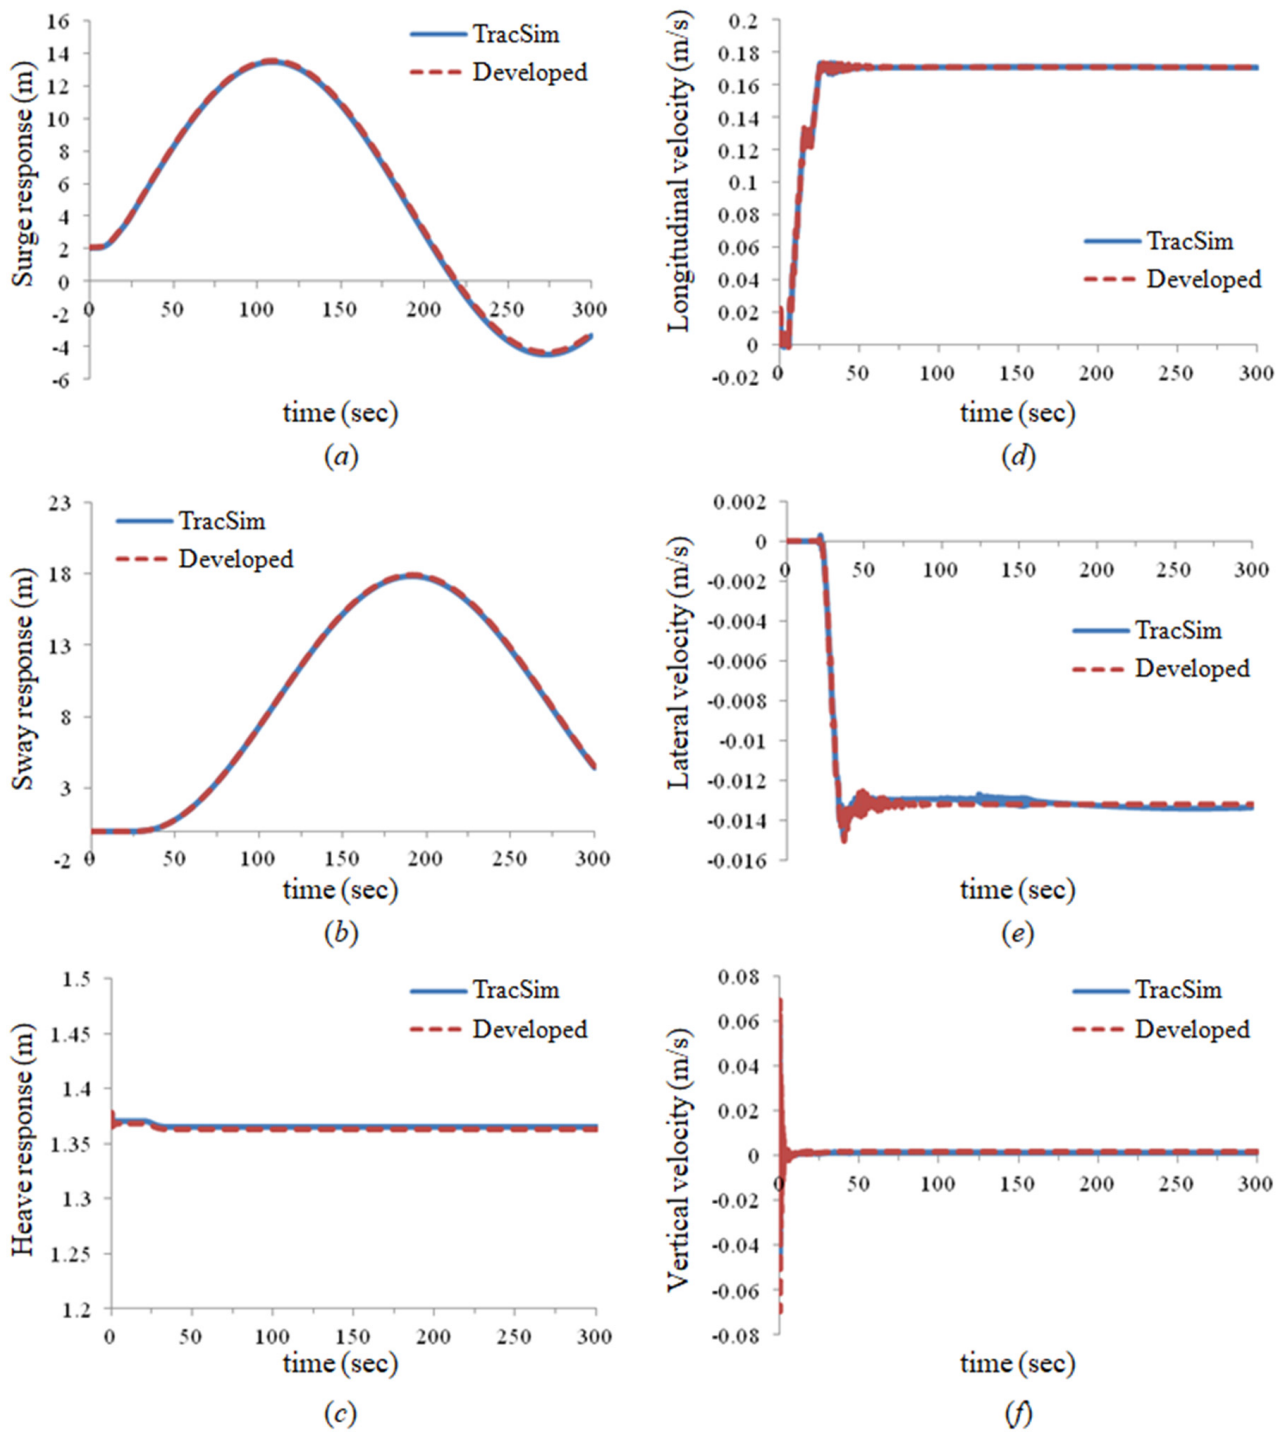 16
14
12
10
8
6
4
2
0
-2
-4
-6
Surge response (m)
TracSim
Developed
0 50 100 150 200 250 300
time (sec)
(a)
0.2
0.18
0.16
0.14
0.12
0.1
0.08
0.06
0.04
0.02
0
-0.02
Longitudinal velocity (m/s)
TracSim
Developed
0 50 100 150 200 250 300
time (sec)
(d)
23
18
13
8
3
-2
Sway response (m)
TracSim
Developed
0 50 100 150 200 250 300
time (sec)
(b)
0.002
0
-0.002
-0.004
-0.006
-0.008
-0.01
-0.012
-0.014
-0.016
Lateral velocity (m/s)
0 50 100 150 200 250 300
TracSim
Developed
time (sec)
(e)
1.5
1.45
1.4
1.35
1.3
1.25
1.2
Heave response (m)
TracSim
Developed
0 50 100 150 200 250 300
time (sec)
(c)
0.08
0.06
0.04
0.02
0
-0.02
-0.04
-0.06
-0.08
Vertical velocity (m/s)
TracSim
Developed
0 50 100 150 200 250 300
time (sec)
(f)